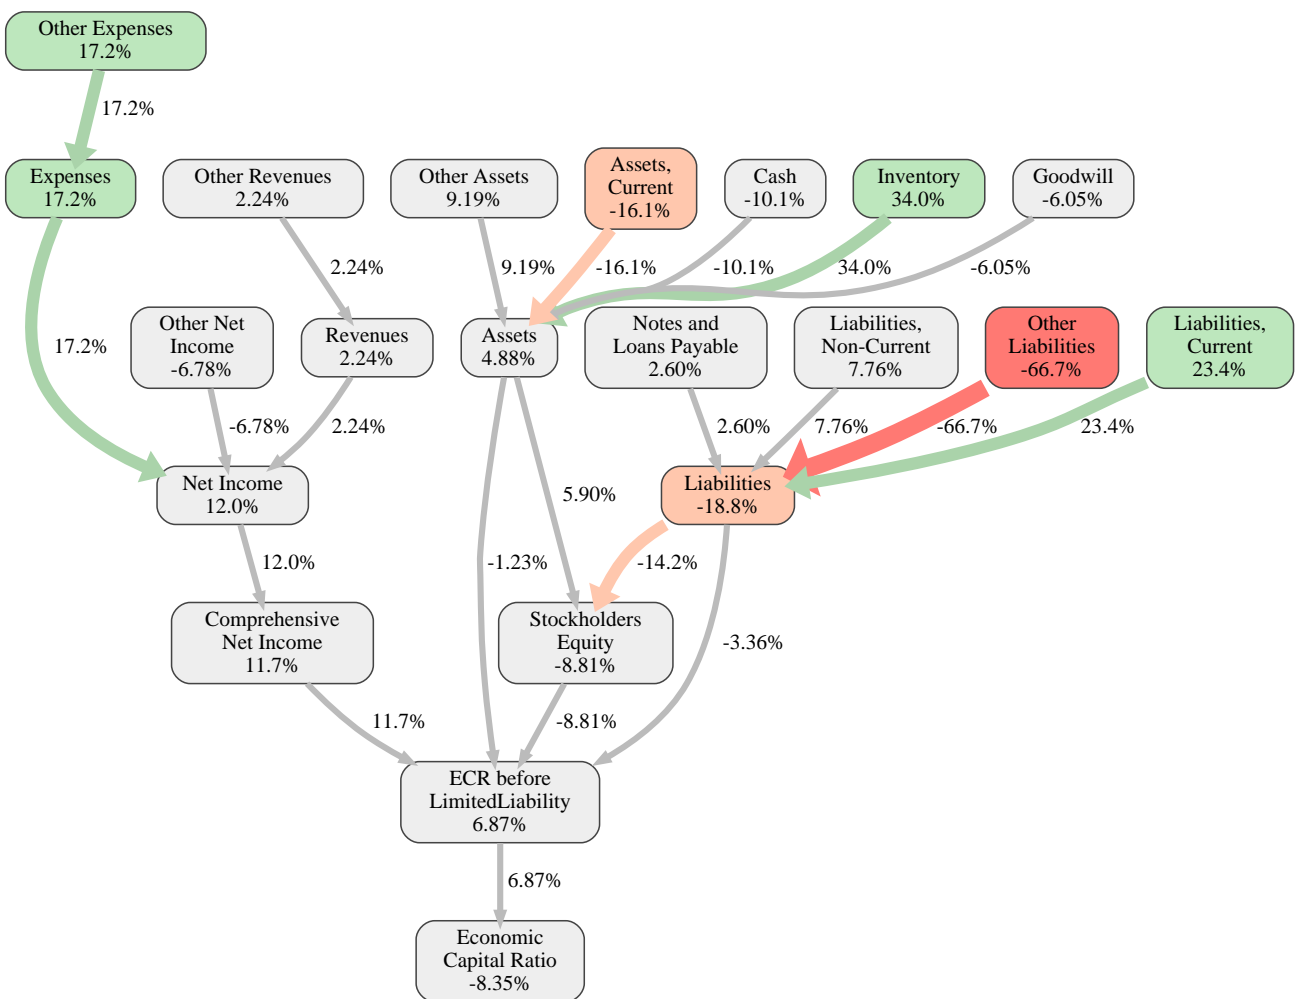 Other Expenses
17.2%
17.2%
Expenses
17.2%
Other Revenues
2.24%
Other Assets
9.19%
Assets,
Current
-16.1%
Cash
-10.1%
Inventory
34.0%
Goodwill
-6.05%
2.24%
9.19%
-16.1%
-10.1%
34.0%
-6.05%
17.2%
Other Net
Income
-6.78%
Revenues
2.24%
Assets
4.88%
Notes and
Loans Payable
2.60%
Liabilities,
Non-Current
7.76%
Other
Liabilities
-66.7%
Liabilities,
Current
23.4%
-6.78%
2.24%
2.60%
7.76%
-66.7%
23.4%
Net Income
12.0%
5.90%
Liabilities
-18.8%
12.0%
-1.23%
-14.2%
Comprehensive
Net Income
11.7%
Stockholders
Equity
-8.81%
-3.36%
11.7%
-8.81%
ECR before
LimitedLiability
6.87%
6.87%
Economic
Capital Ratio
-8.35%